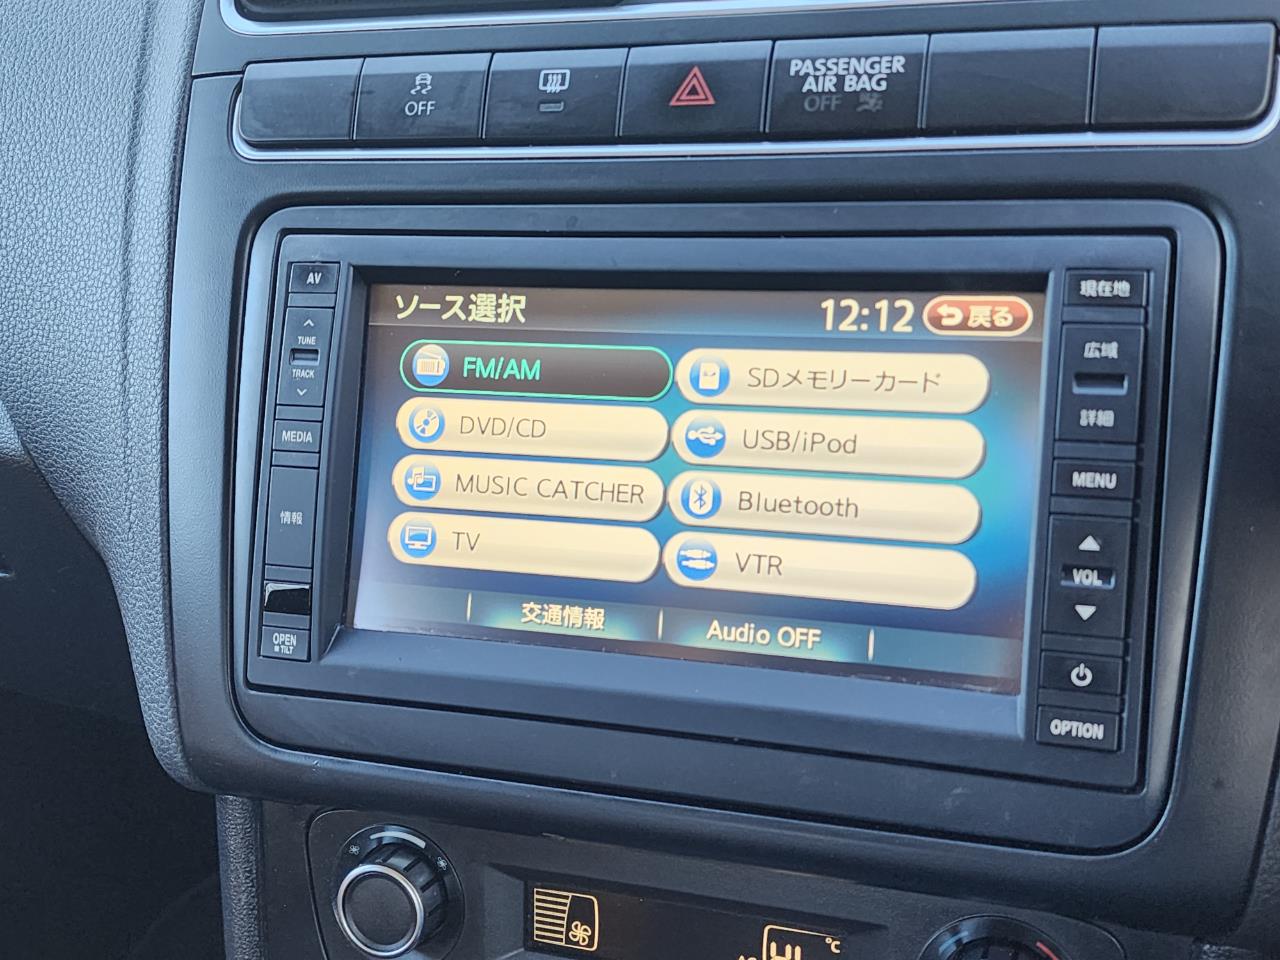 OFF
PASSENGER
AIR BAG
OFF
AV
TUNE
TRACK
MEDIA
情報
OPEN
TILT
ソース選択
12:12
戻る
FM/AM
SDメモリーカード
DVD/CD
USB/iPod
MUSIC CATCHER
Bluetooth
TV
VTR
交通情報
Audio OFF
現在地
広域
詳細
MENU
VOL
OPTION
°C